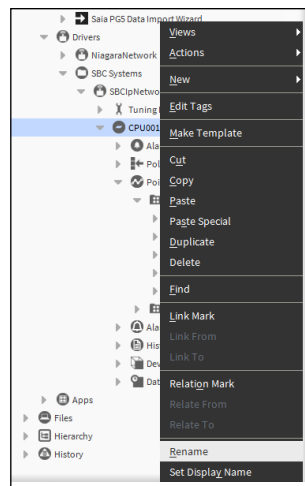 Saia PG5 Data Import Wizard
Drivers
NiagaraNetwork
SBC Systems
SBCIpNetwo
Tuning
CPU001
Ala
Pol
Poi
Ala
His
Dev
Dat
Apps
Files
Hierarchy
History
Views
Actions
New
Edit Tags
Make Template
Cut
Copy
Paste
Paste Special
Duplicate
Delete
Find
Link Mark
Link From
Link To
Relation Mark
Relate From
Relate To
Rename
Set Display Name